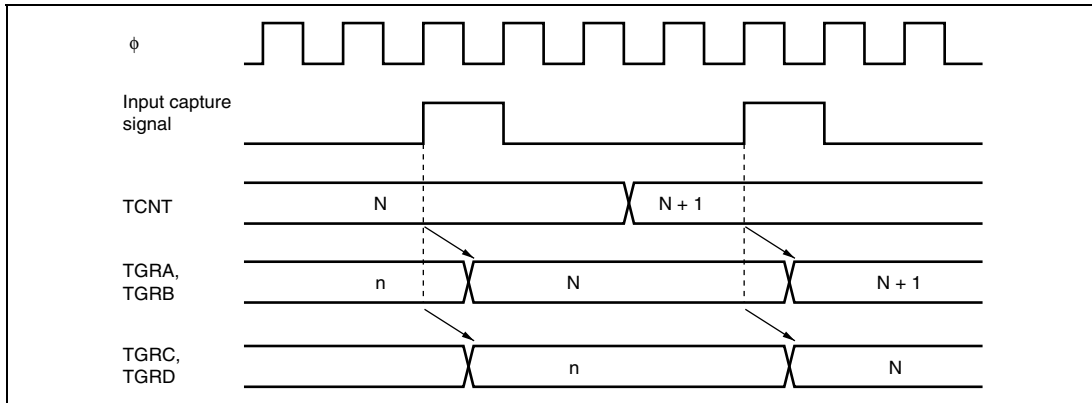 ϕ
Input capture
signal
TCNT
N
N + 1
TGRA,
TGRB
n
N
N + 1
TGRC,
TGRD
n
N